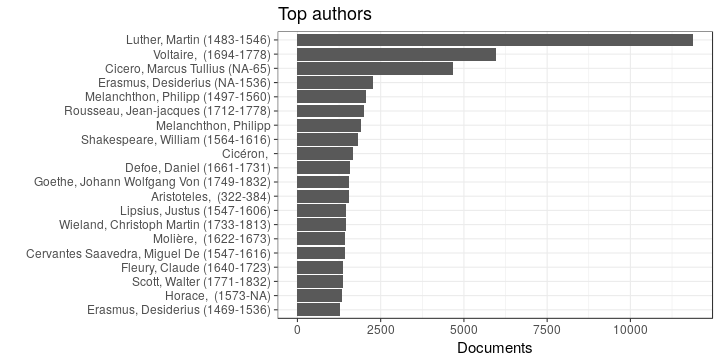 Top authors
Luther, Martin (1483-1546)
Voltaire,  (1694-1778)
Cicero, Marcus Tullius (NA-65)
Erasmus, Desiderius (NA-1536)
Melanchthon, Philipp (1497-1560)
Rousseau, Jean-jacques (1712-1778)
Melanchthon, Philipp
Shakespeare, William (1564-1616)
Cicéron,
Defoe, Daniel (1661-1731)
Goethe, Johann Wolfgang Von (1749-1832)
Aristoteles,  (322-384)
Lipsius, Justus (1547-1606)
Wieland, Christoph Martin (1733-1813)
Molière,  (1622-1673)
Cervantes Saavedra, Miguel De (1547-1616)
Fleury, Claude (1640-1723)
Scott, Walter (1771-1832)
Horace,  (1573-NA)
Erasmus, Desiderius (1469-1536)
0 2500 5000 7500 10000
Documents